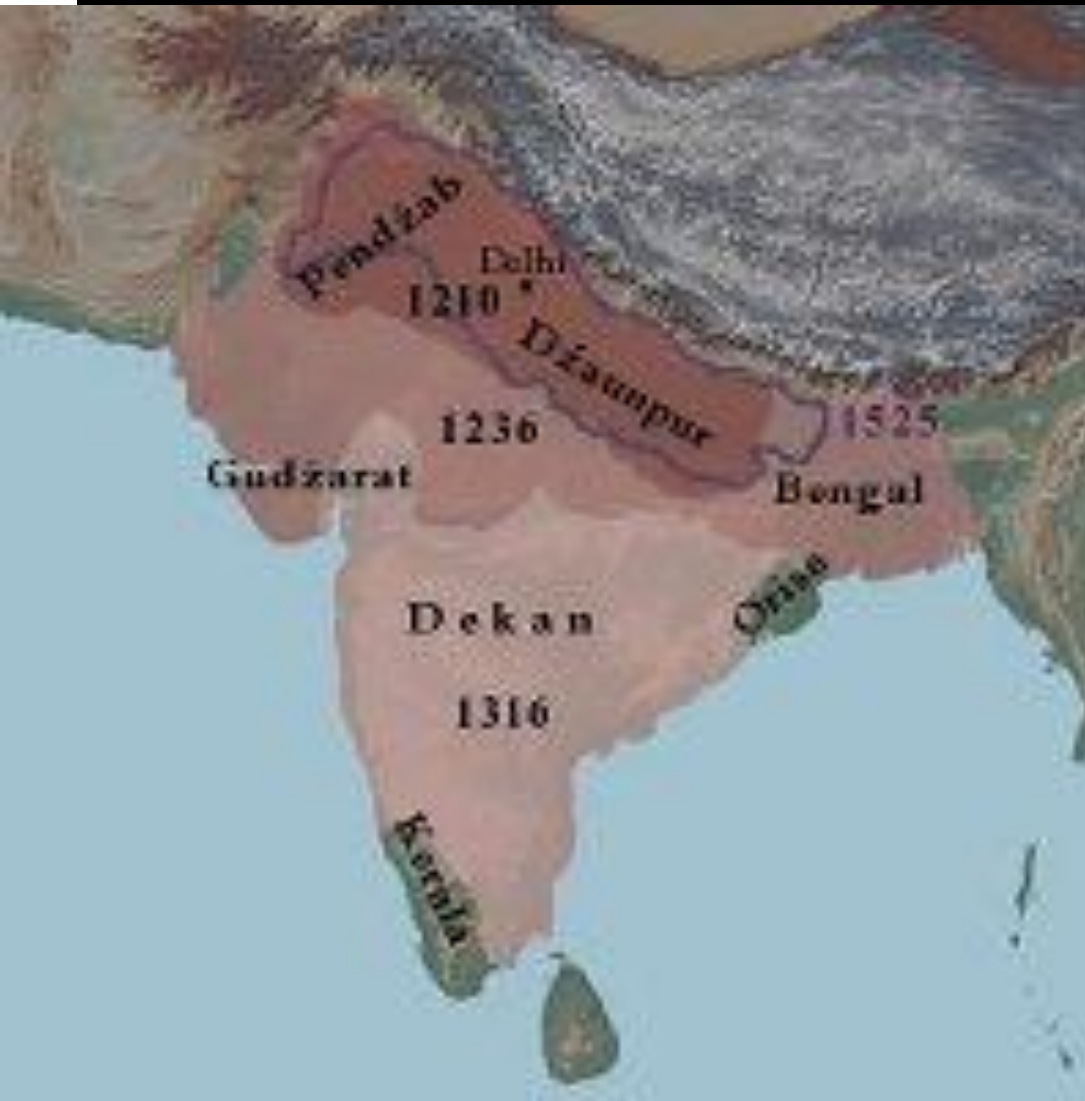 Pendžab
Delhi
1210
Džaunpur
1236
1525
Gudžarat
Bengal
Orisa
Dekan
1316
Kerala